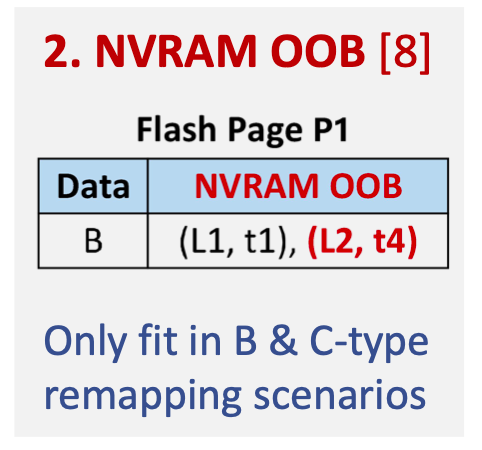 2. NVRAM OOB [8]
Flash Page P1
Data NVRAM OOB
B (L1, t1), (L2, t4)
Only fit in B & C-type
remapping scenarios